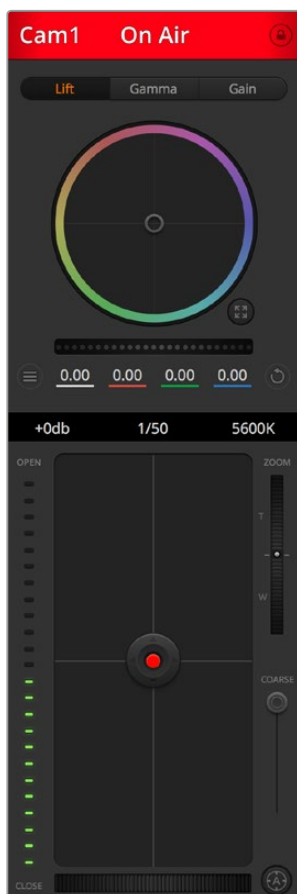 Cam1 On Air
Lift Gamma Gain
0.00 0.00 0.00 0.00
+0db 1/50 5600K
OPEN ZOOM
T
W
COARSE
CLOSE A